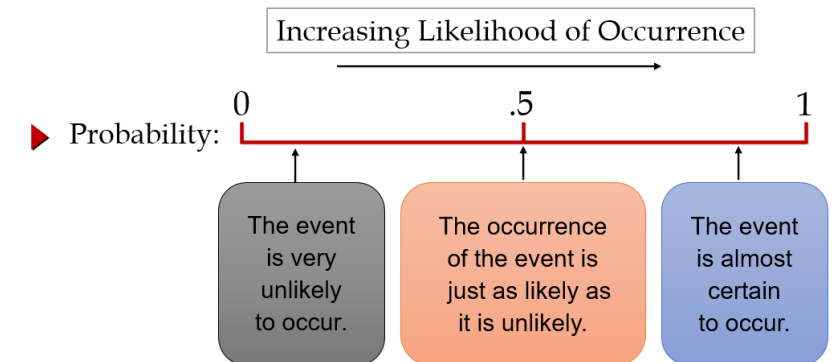 Increasing Likelihood of Occurrence
0 .5 1
Probability:
The event
is very
unlikely
to occur.
The occurrence
of the event is
just as likely as
it is unlikely.
The event
is almost
certain
to occur.